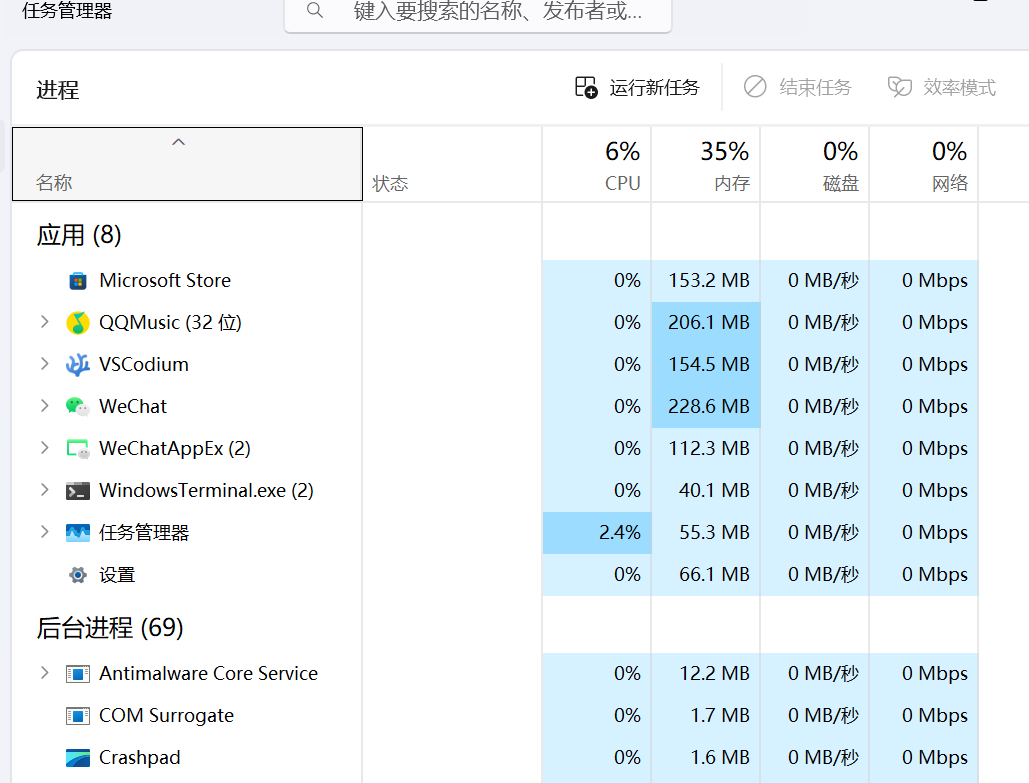 任务管理器
键入要搜索的名称、发布者或...
进程 运行新任务 结束任务 效率模式
6% 35% 0% 0%
名称 状态 CPU 内存 磁盘 网络
应用 (8)
Microsoft Store 0% 153.2 MB 0 MB/秒 0 Mbps
QQMusic (32 位) 0% 206.1 MB 0 MB/秒 0 Mbps
VSCodium 0% 154.5 MB 0 MB/秒 0 Mbps
WeChat 0% 228.6 MB 0 MB/秒 0 Mbps
WeChatAppEx (2) 0% 112.3 MB 0 MB/秒 0 Mbps
WindowsTerminal.exe (2) 0% 40.1 MB 0 MB/秒 0 Mbps
任务管理器 2.4% 55.3 MB 0 MB/秒 0 Mbps
设置 0% 66.1 MB 0 MB/秒 0 Mbps
后台进程 (69)
Antimalware Core Service 0% 12.2 MB 0 MB/秒 0 Mbps
COM Surrogate 0% 1.7 MB 0 MB/秒 0 Mbps
Crashpad 0% 1.6 MB 0 MB/秒 0 Mbps